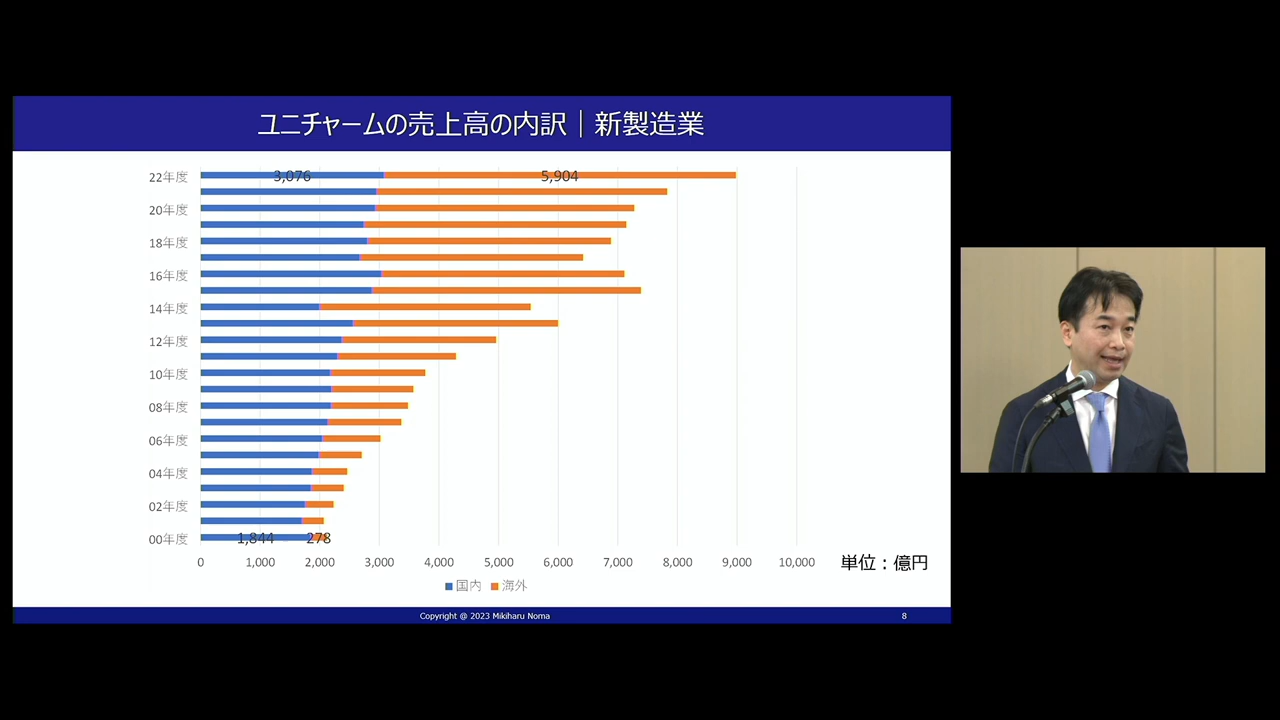 ユニチャームの売上高の内訳｜新製造業
22年度
3,076
5,904
20年度
18年度
16年度
14年度
12年度
10年度
08年度
06年度
04年度
02年度
00年度
1,844
278
0 1,000 2,000 3,000 4,000 5,000 6,000 7,000 8,000 9,000 10,000
単位：億円
国内 海外
Copyright @ 2023 Mikiharu Noma
8